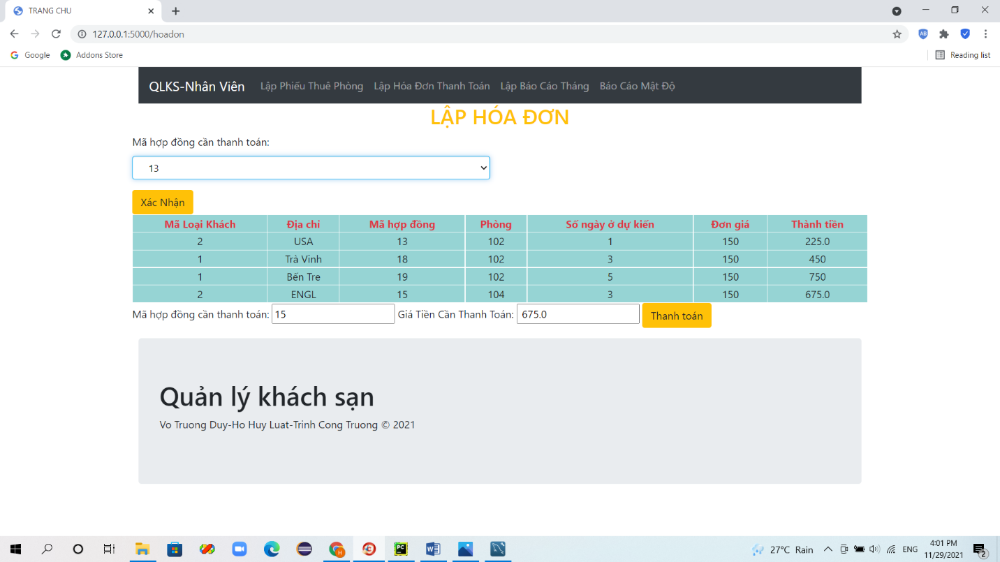 TRANG CHU
127.0.0.1:5000/hoadon
Google Addons Store Reading list
QLKS-Nhân Viên Lập Phiếu Thuê Phòng Lập Hóa Đơn Thanh Toán Lập Báo Cáo Tháng Báo Cáo Mật Độ
LẬP HÓA ĐƠN
Mã hợp đồng cần thanh toán:
13
Xác Nhận
Mã Loại Khách Địa chỉ Mã hợp đồng Phòng Số ngày ở dự kiến Đơn giá Thành tiền
2 USA 13 102 1 150 225.0
1 Trà Vinh 18 102 3 150 450
1 Bến Tre 19 102 5 150 750
2 ENGL 15 104 3 150 675.0
Mã hợp đồng cần thanh toán: 15 Giá Tiền Cần Thanh Toán: 675.0 Thanh toán
Quản lý khách sạn
Vo Truong Duy-Ho Huy Luat-Trinh Cong Truong © 2021
27°C Rain ENG 4:01 PM
11/29/2021 2